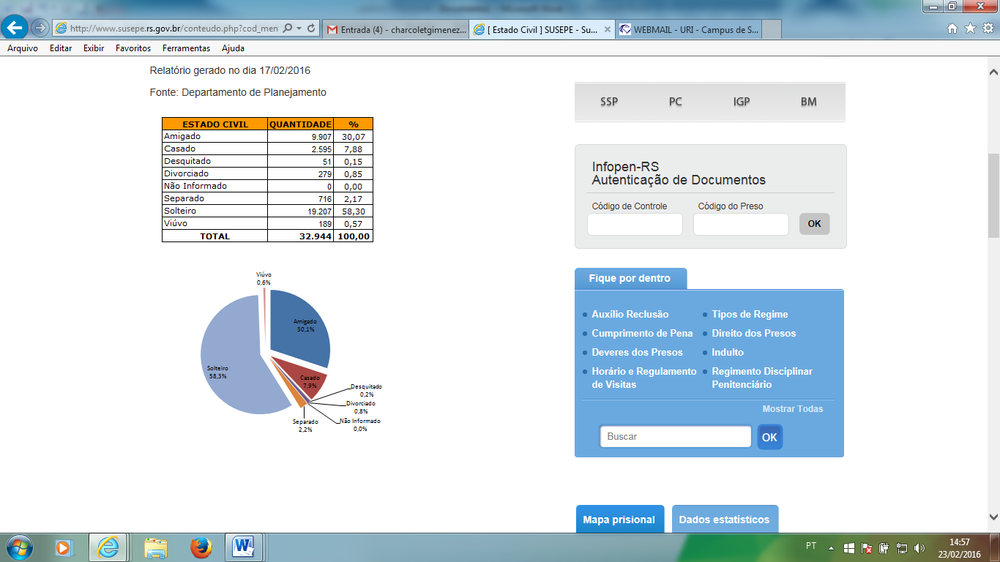 http://www.susepe.rs.gov.br/conteudo.php?cod_men
Entrada (4) - charcoletgimenez...
[ Estado Civil ] SUSEPE - Su...
WEBMAIL - URI - Campus de S...
Arquivo Editar Exibir Favoritos Ferramentas Ajuda
Relatório gerado no dia 17/02/2016
Fonte: Departamento de Planejamento
ESTADO CIVIL QUANTIDADE %
Amigado 9.907 30,07
Casado 2.595 7,88
Desquitado 51 0,15
Divorciado 279 0,85
Não Informado 0 0,00
Separado 716 2,17
Solteiro 19.207 58,30
Viúvo 189 0,57
TOTAL 32.944 100,00
Viúvo
0,6%
Amigado
30,1%
Solteiro
58,3%
Casado
7,9%
Desquitado
0,2%
Divorciado
0,8%
Não Informado
0,0%
Separado
2,2%
SSP PC IGP BM
Infopen-RS
Autenticação de Documentos
Código de Controle Código do Preso
OK
Fique por dentro
Auxílio Reclusão
Cumprimento de Pena
Deveres dos Presos
Horário e Regulamento
de Visitas
Tipos de Regime
Direito dos Presos
Indulto
Regimento Disciplinar
Penitenciário
Mostrar Todas
Buscar OK
Mapa prisional Dados estatísticos
PT
14:57
23/02/2016